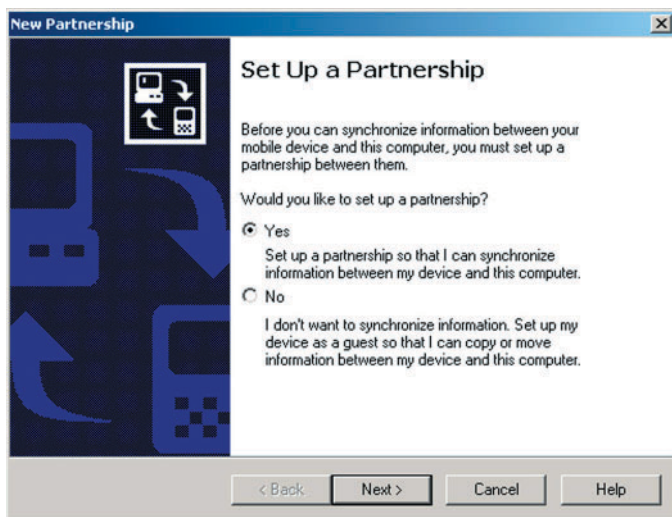 New Partnership
Set Up a Partnership
Before you can synchronize information between your
mobile device and this computer, you must set up a
partnership between them.
Would you like to set up a partnership?
Yes
Set up a partnership so that I can synchronize
information between my device and this computer.
No
I don't want to synchronize information. Set up my
device as a guest so that I can copy or move
information between my device and this computer.
< Back Next > Cancel Help